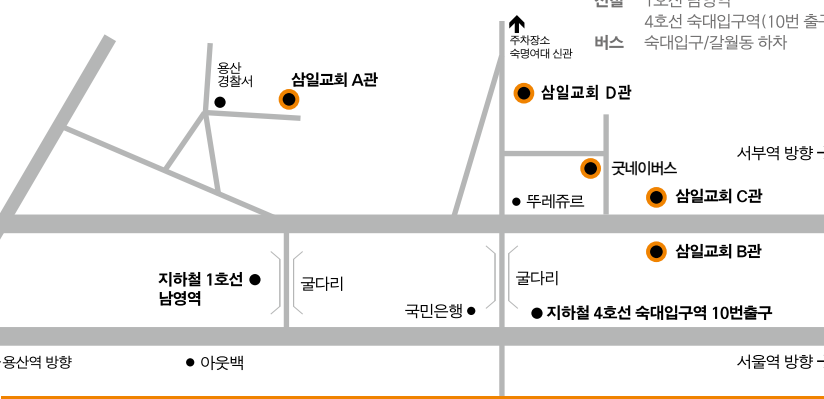 전철 1호선 남영역
4호선 숙대입구역(10번 출구
버스 숙대입구/갈월동 하차
주차장소
숙명여대 신관
용산
경찰서
삼일교회 A관
삼일교회 D관
서부역 방향
굿네이버스
삼일교회 C관
뚜레쥬르
삼일교회 B관
지하철 1호선
남영역
굴다리
굴다리
국민은행
지하철 4호선 숙대입구역 10번출구
용산역 방향
아웃백
서울역 방향